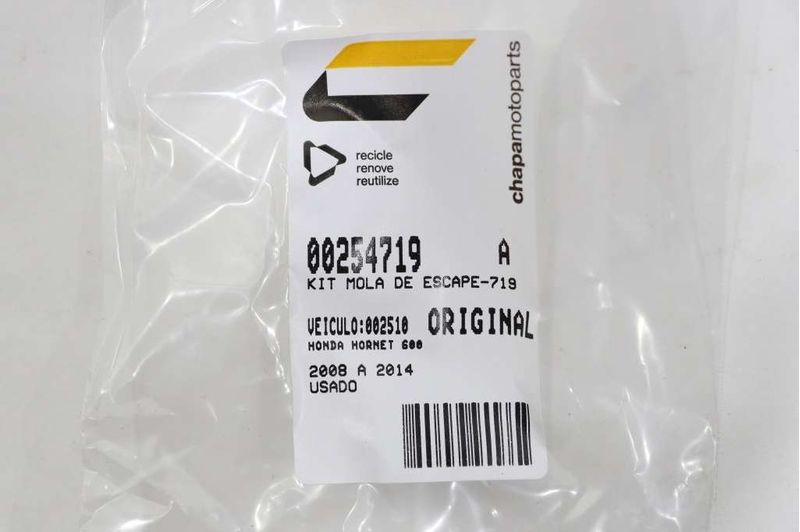 chapamotoparts
recicle
renove
reutilize
00254719 A
KIT MOLA DE ESCAPE-719
VEICULO:002510 ORIGINAL
HONDA HORNET 600
2008 A 2014
USADO